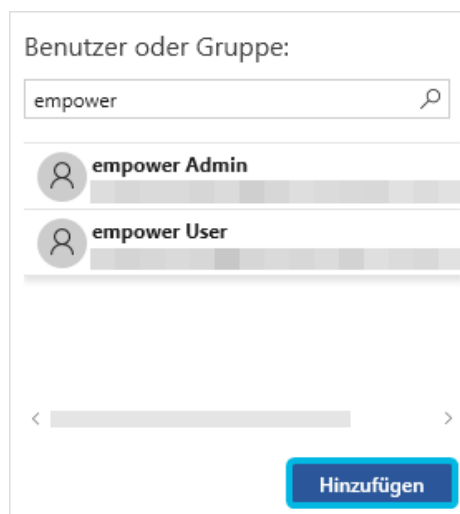 Benutzer oder Gruppe:
empower
empower Admin
empower User
Hinzufügen